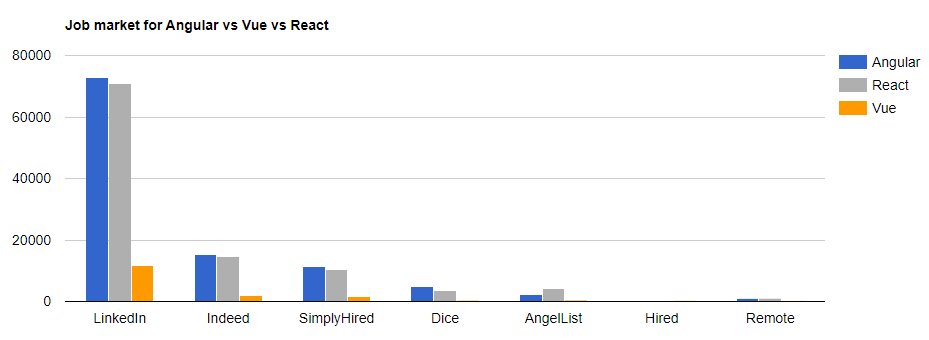 Job market for Angular vs Vue vs React
80000
60000
40000
20000
0
LinkedIn
Indeed
SimplyHired
Dice
AngelList
Hired
Remote
Angular
React
Vue